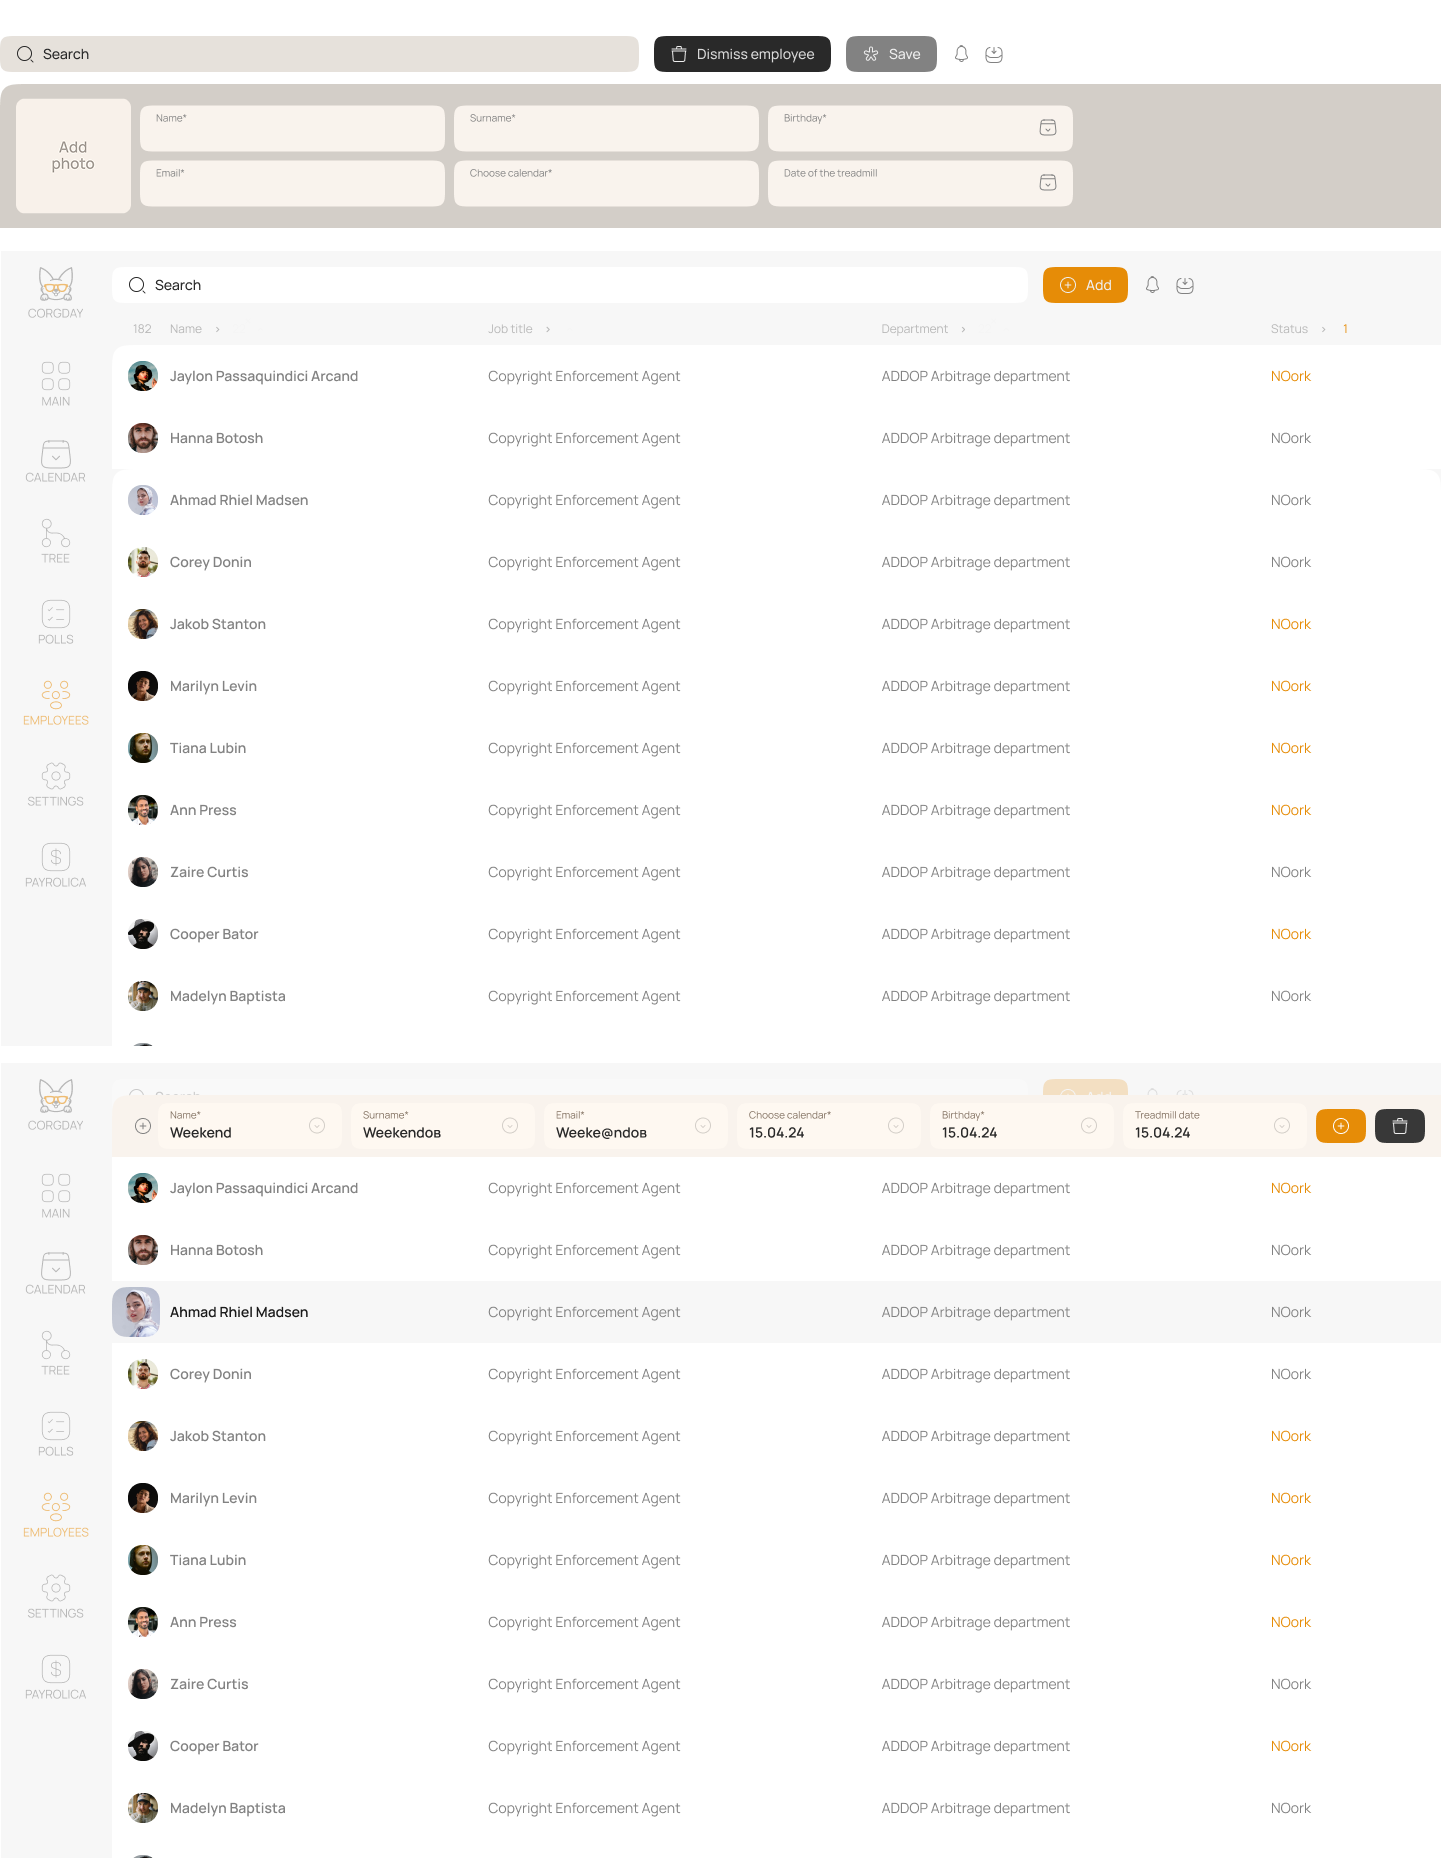 Search
Dismiss employee
Save
Add
photo
Name*
Surname*
Birthday*
Email*
Choose calendar*
Date of the treadmill
CORGDAY
MAIN
CALENDAR
TREE
POLLS
EMPLOYEES
SETTINGS
PAYROLICA
Search
Add
182 Name Job title Department Status 1
Jaylon Passaquindici Arcand Copyright Enforcement Agent ADDOP Arbitrage department NOork
Hanna Botosh Copyright Enforcement Agent ADDOP Arbitrage department NOork
Ahmad Rhiel Madsen Copyright Enforcement Agent ADDOP Arbitrage department NOork
Corey Donin Copyright Enforcement Agent ADDOP Arbitrage department NOork
Jakob Stanton Copyright Enforcement Agent ADDOP Arbitrage department NOork
Marilyn Levin Copyright Enforcement Agent ADDOP Arbitrage department NOork
Tiana Lubin Copyright Enforcement Agent ADDOP Arbitrage department NOork
Ann Press Copyright Enforcement Agent ADDOP Arbitrage department NOork
Zaire Curtis Copyright Enforcement Agent ADDOP Arbitrage department NOork
Cooper Bator Copyright Enforcement Agent ADDOP Arbitrage department NOork
Madelyn Baptista Copyright Enforcement Agent ADDOP Arbitrage department NOork
CORGDAY
MAIN
CALENDAR
TREE
POLLS
EMPLOYEES
SETTINGS
PAYROLICA
Name*
Weekend
Surname*
Weekendов
Email*
Weeke@ndов
Choose calendar*
15.04.24
Birthday*
15.04.24
Treadmill date
15.04.24
Jaylon Passaquindici Arcand Copyright Enforcement Agent ADDOP Arbitrage department NOork
Hanna Botosh Copyright Enforcement Agent ADDOP Arbitrage department NOork
Ahmad Rhiel Madsen Copyright Enforcement Agent ADDOP Arbitrage department NOork
Corey Donin Copyright Enforcement Agent ADDOP Arbitrage department NOork
Jakob Stanton Copyright Enforcement Agent ADDOP Arbitrage department NOork
Marilyn Levin Copyright Enforcement Agent ADDOP Arbitrage department NOork
Tiana Lubin Copyright Enforcement Agent ADDOP Arbitrage department NOork
Ann Press Copyright Enforcement Agent ADDOP Arbitrage department NOork
Zaire Curtis Copyright Enforcement Agent ADDOP Arbitrage department NOork
Cooper Bator Copyright Enforcement Agent ADDOP Arbitrage department NOork
Madelyn Baptista Copyright Enforcement Agent ADDOP Arbitrage department NOork